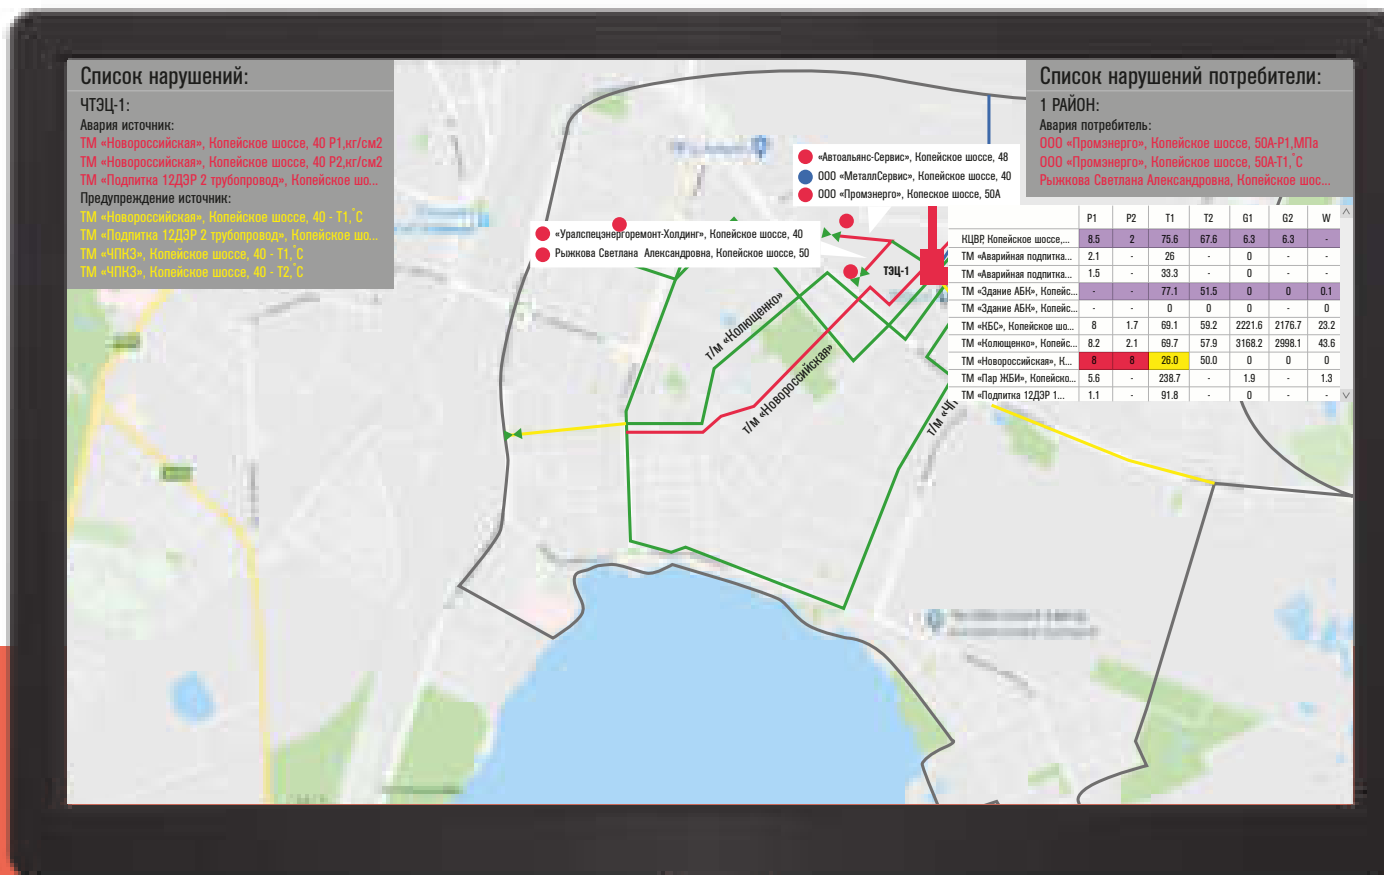 Список нарушений:
ЧТЭЦ-1:
Авария источник:
ТМ «Новороссийская», Копейское шоссе, 40 P1,кг/см2
ТМ «Новороссийская», Копейское шоссе, 40 P2,кг/см2
ТМ «Подпитка 12ДЭР 2 трубопровод», Копейское шо...
Предупреждение источник:
ТМ «Новороссийская», Копейское шоссе, 40 - T1,°C
ТМ «Подпитка 12ДЭР 2 трубопровод», Копейское шо...
ТМ «ЧПКЗ», Копейское шоссе, 40 - T1,°C
ТМ «ЧПКЗ», Копейское шоссе, 40 - T2,°C
Список нарушений потребители:
1 РАЙОН:
Авария потребитель:
ООО «Промэнерго», Копейское шоссе, 50А-P1,МПа
ООО «Промэнерго», Копейское шоссе, 50А-T1,°C
Рыжкова Светлана Александровна, Копейское шос...
«Автоальянс-Сервис», Копейское шоссе, 48
ООО «МеталлСервис», Копейское шоссе, 40
ООО «Промэнерго», Копеское шоссе, 50А
«Уралспецэнергоремонт-Холдинг», Копейское шоссе, 40
Рыжкова Светлана Александровна, Копейское шоссе, 50
ТЭЦ-1
т/м «Колющенко»
т/м «Новороссийская»
т/м «ЧП
P1 P2 T1 T2 G1 G2 W
КЦВР, Копейское шоссе,... 8.5 2 75.6 67.6 6.3 6.3 -
ТМ «Аварийная подпитка... 2.1 - 26 - 0 - -
ТМ «Аварийная подпитка... 1.5 - 33.3 - 0 - -
ТМ «Здание АБК», Копейс... - - 77.1 51.5 0 0 0.1
ТМ «Здание АБК», Копейс... - - 0 0 0 - 0
ТМ «КБС», Копейское шо... 8 1.7 69.1 59.2 2221.6 2176.7 23.2
ТМ «Колющенко», Копейс... 8.2 2.1 69.7 57.9 3168.2 2998.1 43.6
ТМ «Новороссийская», К... 8 8 26.0 50.0 0 0 0
ТМ «Пар ЖБИ», Копейско... 5.6 - 238.7 - 1.9 - 1.3
ТМ «Подпитка 12ДЭР 1... 1.1 - 91.8 - 0 - -